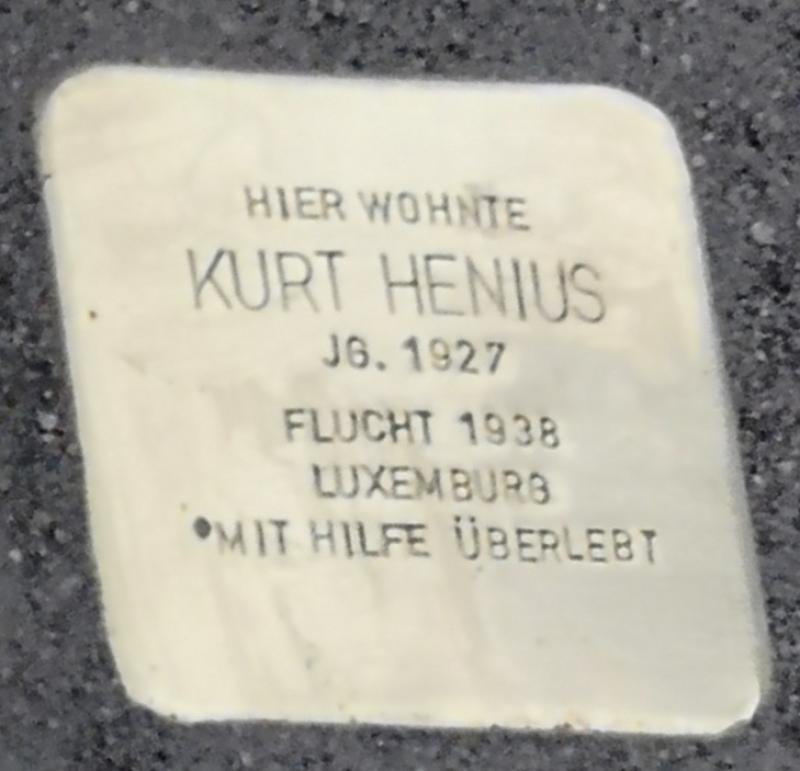 HIER WOHNTE
KURT HENIUS
JG. 1927
FLUCHT 1938
LUXEMBURG
MIT HILFE ÜBERLEBT